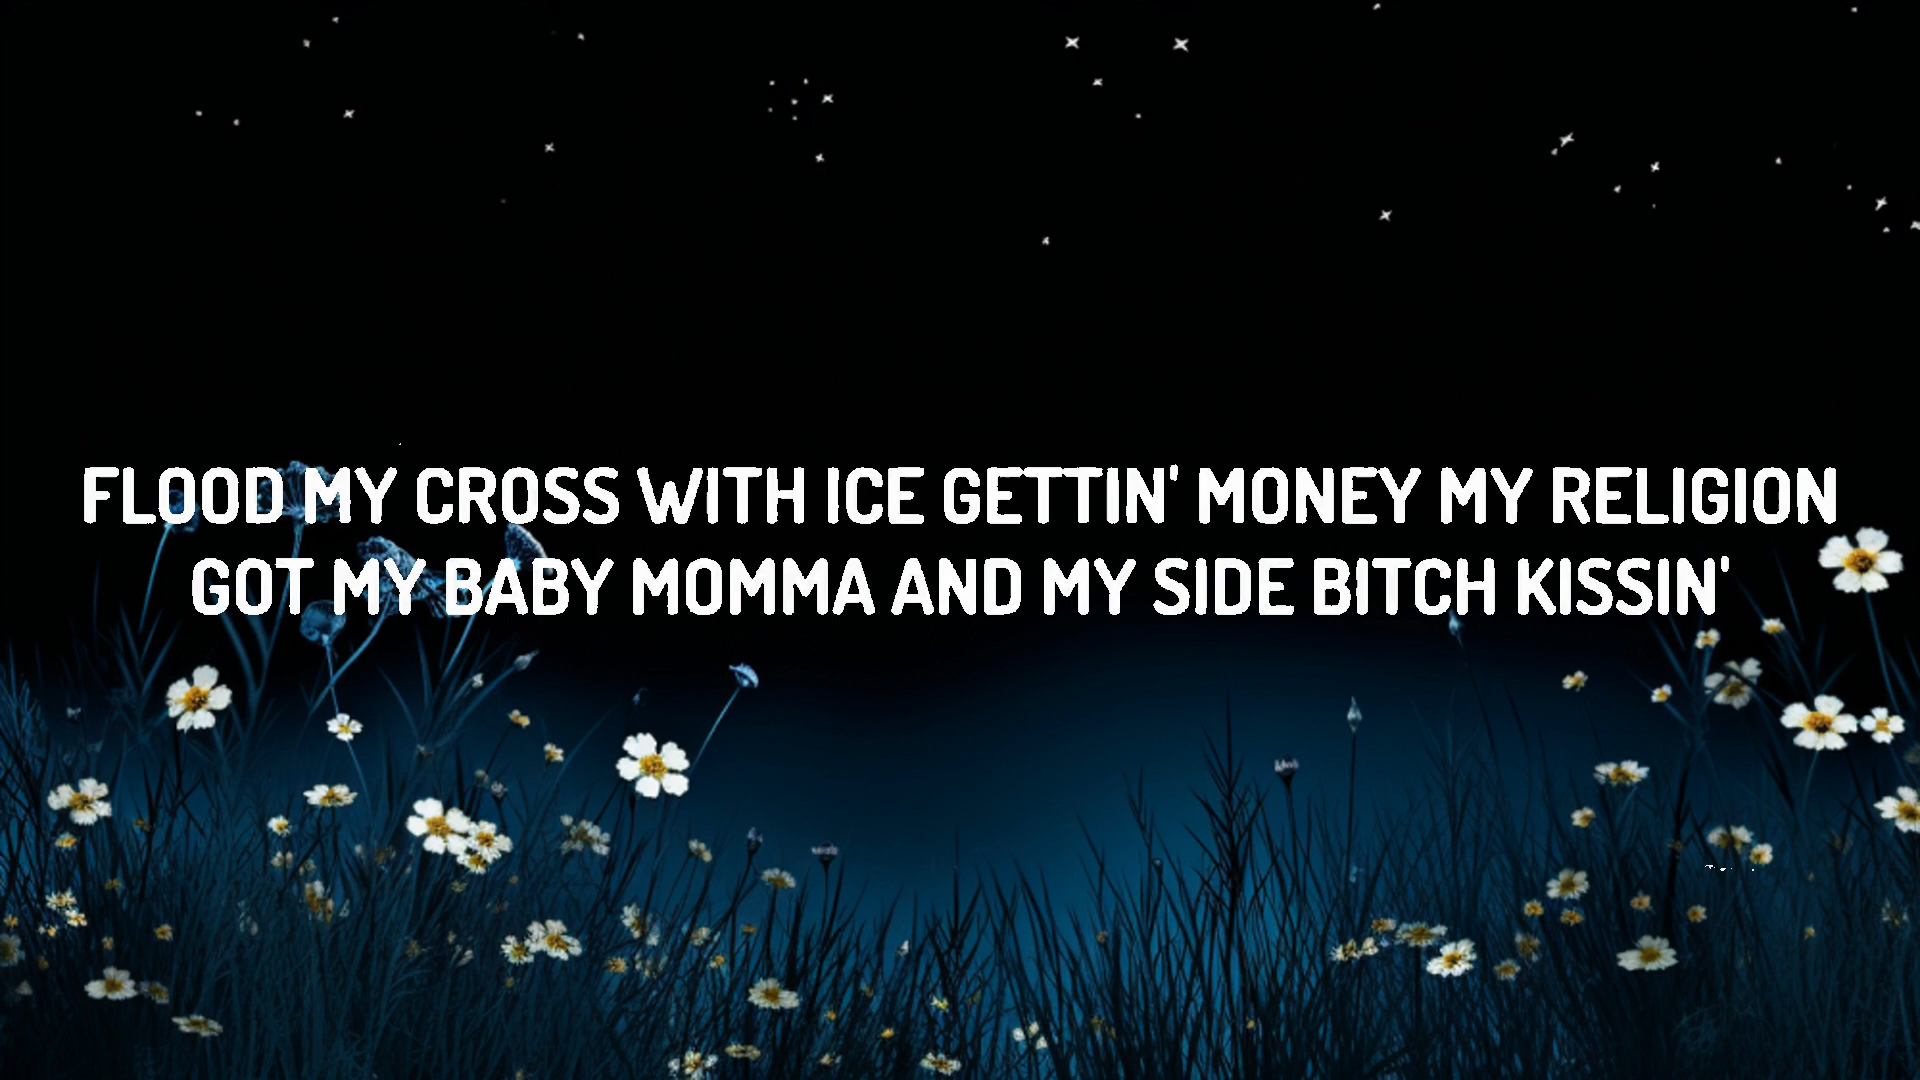 FLOOD MY CROSS WITH ICE GETTIN' MONEY MY RELIGION
GOT MY BABY MOMMA AND MY SIDE BITCH KISSIN'